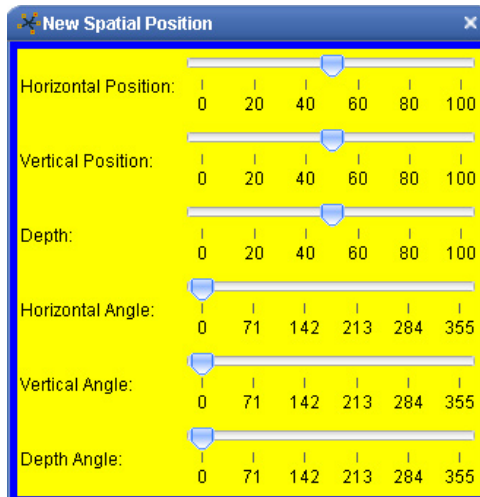 New Spatial Position
Horizontal Position:
0 20 40 60 80 100
Vertical Position:
0 20 40 60 80 100
Depth:
0 20 40 60 80 100
Horizontal Angle:
0 71 142 213 284 355
Vertical Angle:
0 71 142 213 284 355
Depth Angle:
0 71 142 213 284 355